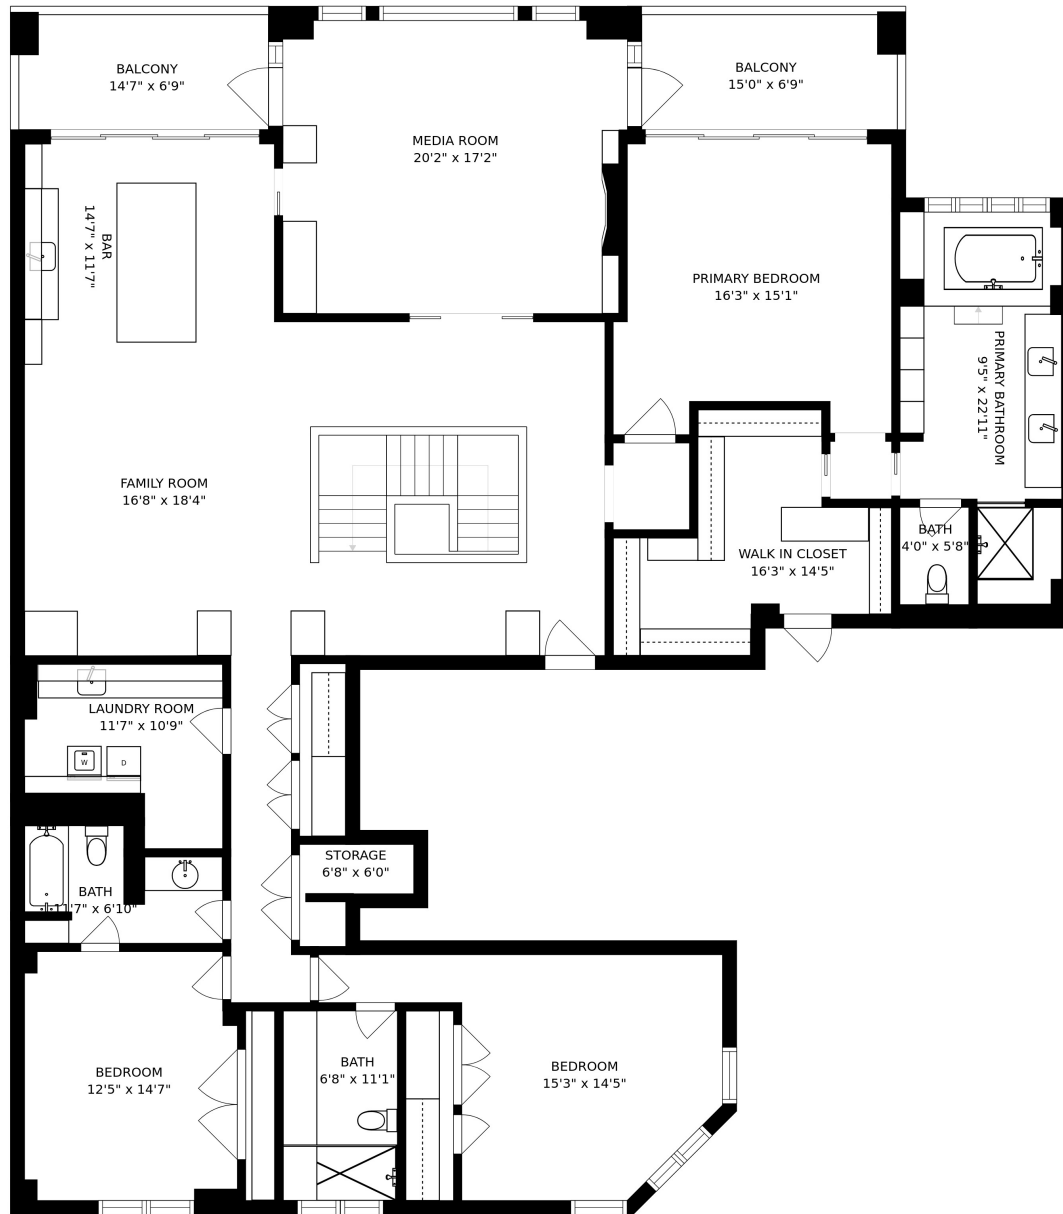 BALCONY
14'7" x 6'9"
BALCONY
15'0" x 6'9"
MEDIA ROOM
20'2" x 17'2"
BAR
14'7" x 11'7"
PRIMARY BEDROOM
16'3" x 15'1"
PRIMARY BATHROOM
9'5" x 22'11"
FAMILY ROOM
16'8" x 18'4"
BATH
4'0" x 5'8"
WALK IN CLOSET
16'3" x 14'5"
LAUNDRY ROOM
11'7" x 10'9"
W
D
STORAGE
6'8" x 6'0"
BATH
11'7" x 6'10"
BEDROOM
12'5" x 14'7"
BATH
6'8" x 11'1"
BEDROOM
15'3" x 14'5"